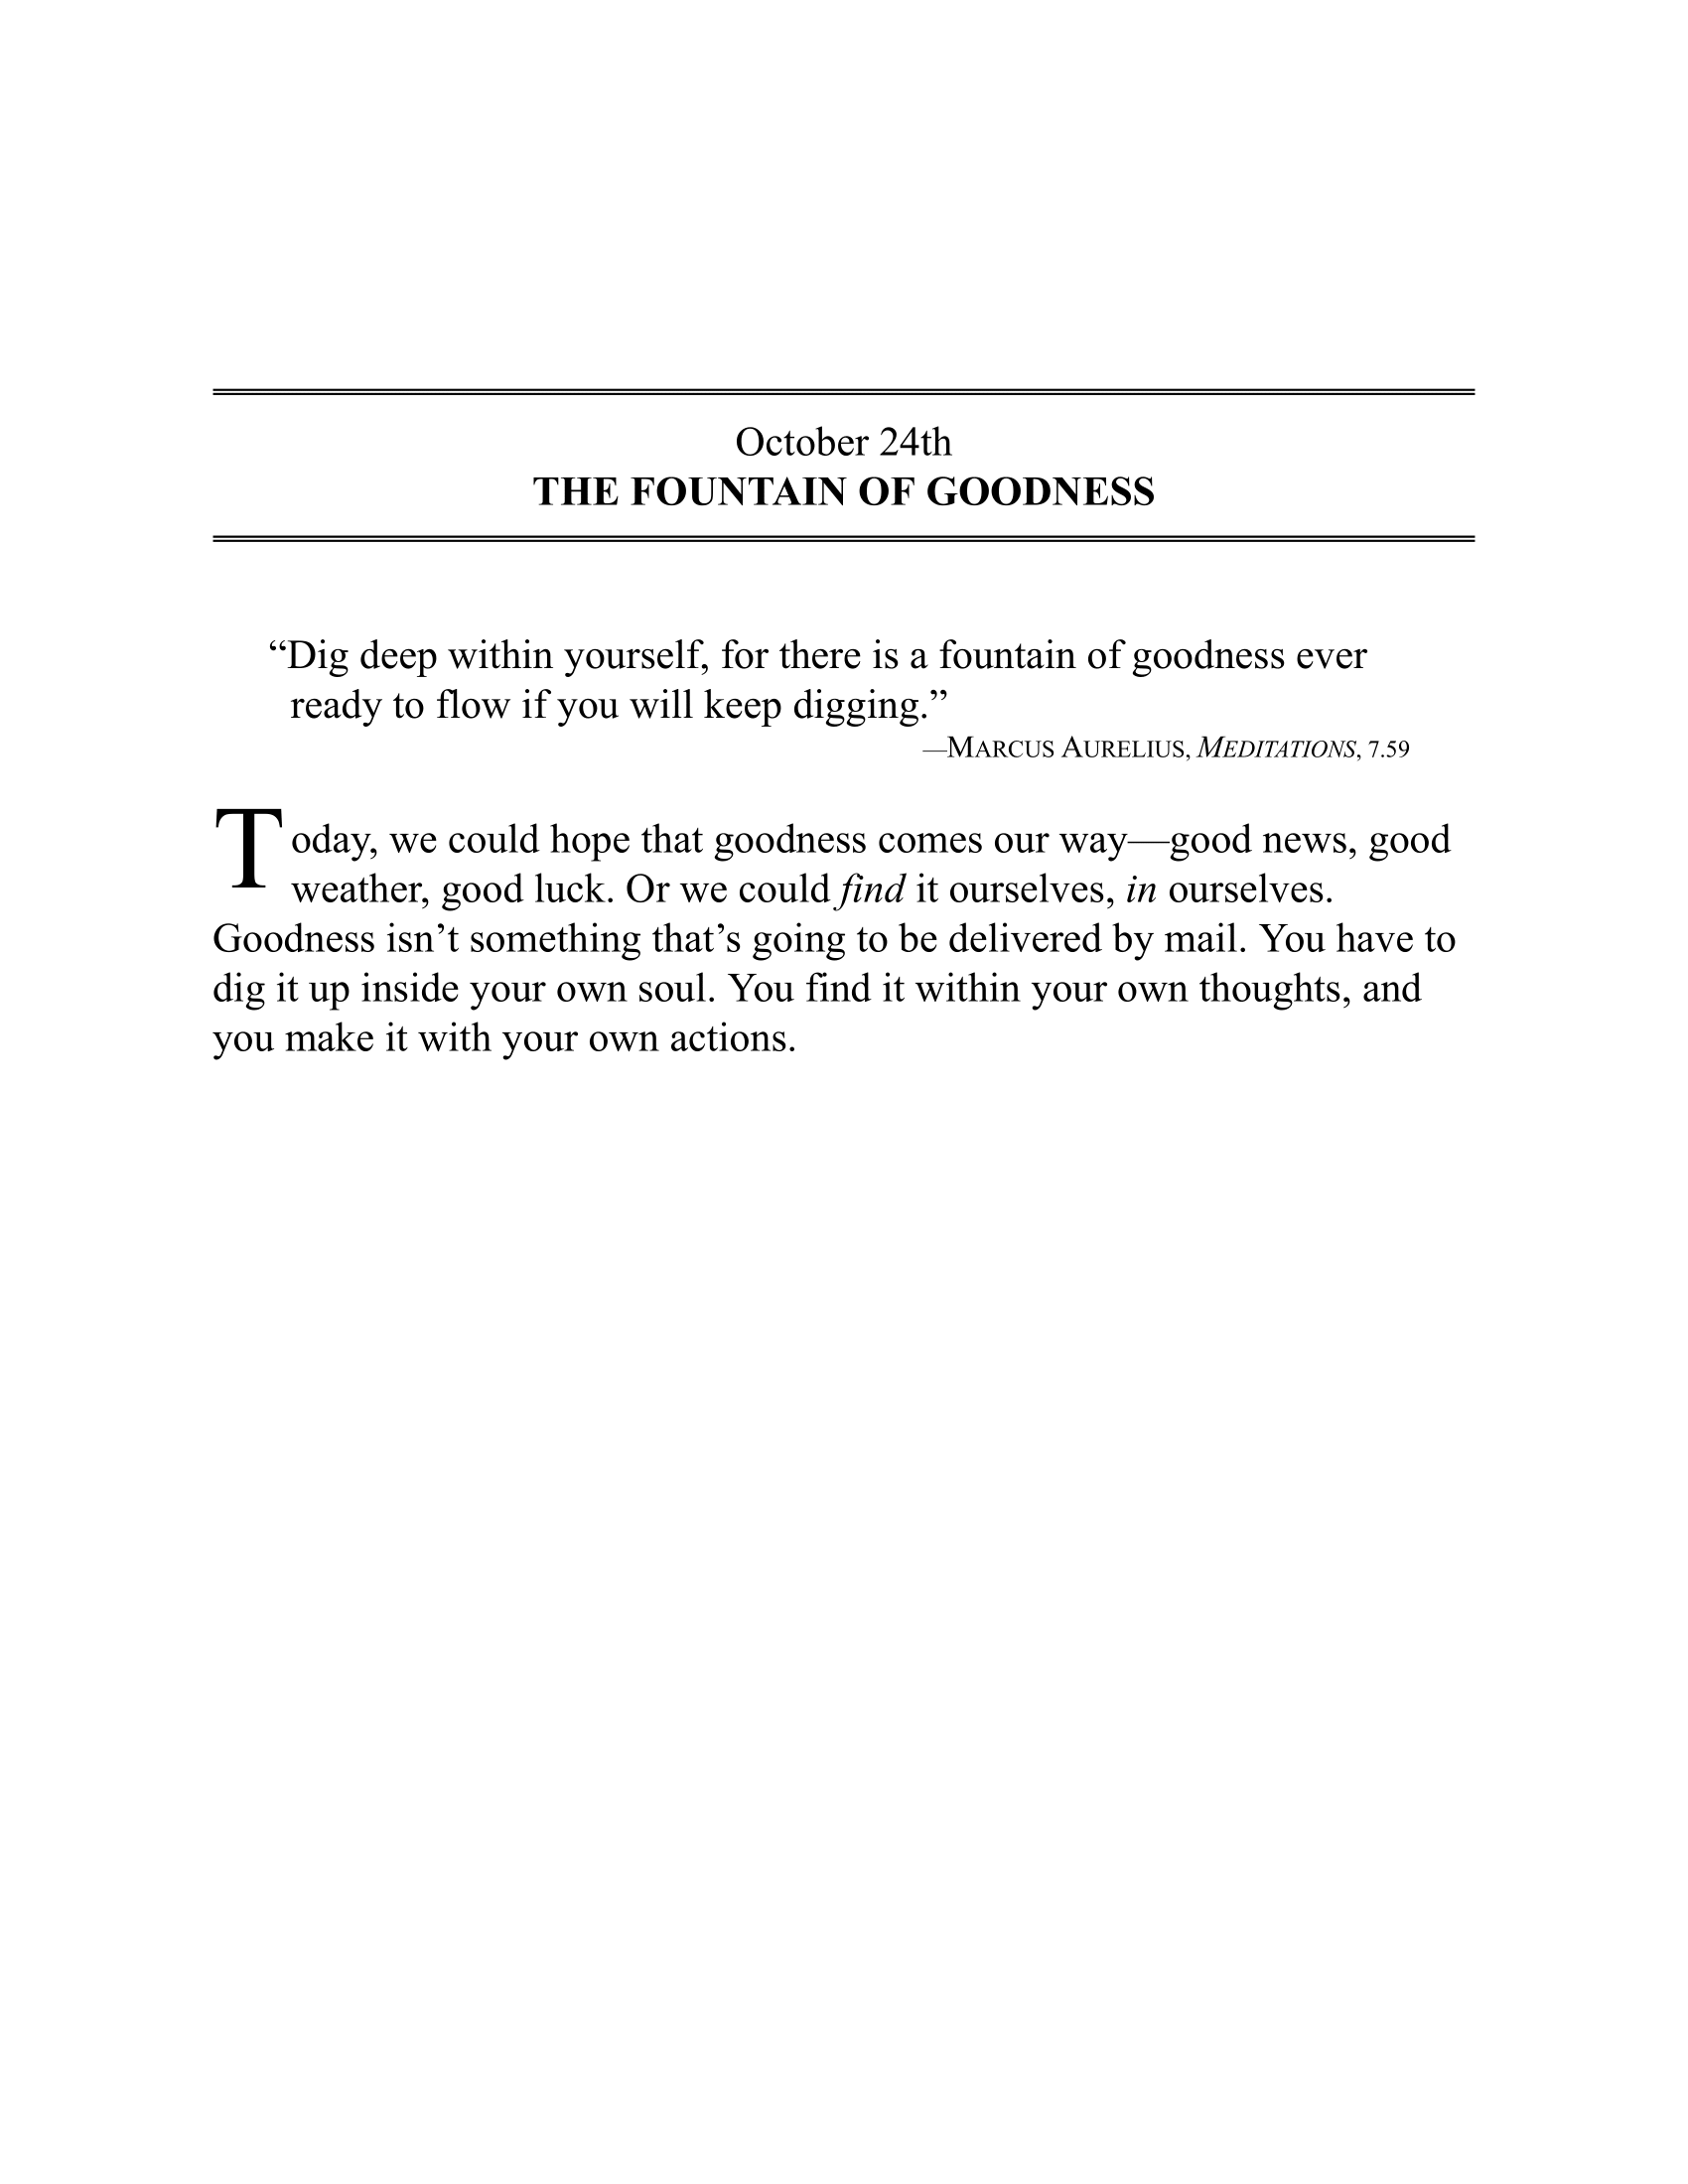 October 24th
THE FOUNTAIN OF GOODNESS
“Dig deep within yourself, for there is a fountain of goodness ever
ready to flow if you will keep digging.”
—MARCUS AURELIUS, MEDITATIONS, 7.59
Today, we could hope that goodness comes our way—good news, good
weather, good luck. Or we could find it ourselves, in ourselves.
Goodness isn’t something that’s going to be delivered by mail. You have to
dig it up inside your own soul. You find it within your own thoughts, and
you make it with your own actions.